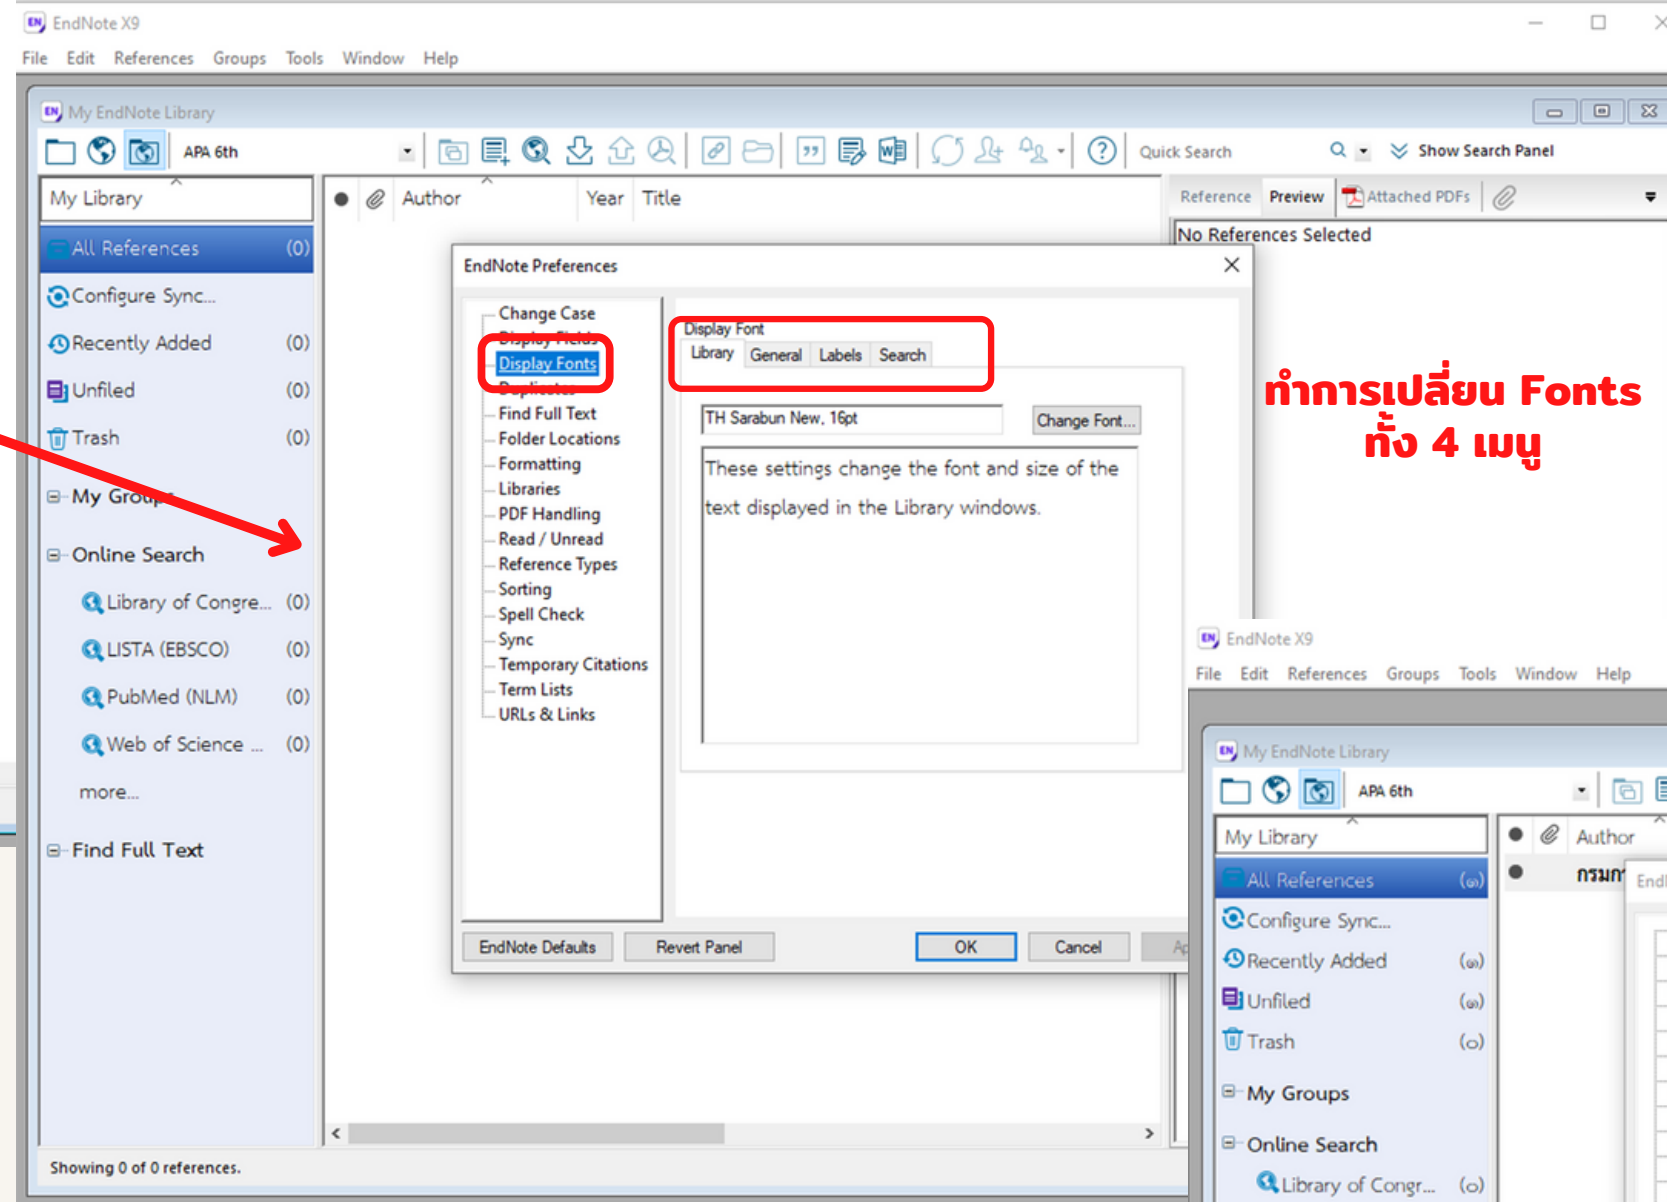 EndNote X9
File Edit References Groups Tools Window Help
My EndNote Library
APA 6th
Quick Search
Show Search Panel
My Library
Author Year Title
Reference Preview Attached PDFs
No References Selected
All References (0)
Configure Sync...
Recently Added (0)
Unfiled (0)
Trash (0)
My Groups
Online Search
Library of Congre... (0)
LISTA (EBSCO) (0)
PubMed (NLM) (0)
Web of Science ... (0)
more...
Find Full Text
Showing 0 of 0 references.
EndNote Preferences
Change Case
Display Fields
Display Fonts
Duplicates
Find Full Text
Folder Locations
Formatting
Libraries
PDF Handling
Read / Unread
Reference Types
Sorting
Spell Check
Sync
Temporary Citations
Term Lists
URLs & Links
Display Font
Library General Labels Search
TH Sarabun New, 16pt
Change Font...
These settings change the font and size of the
text displayed in the Library windows.
EndNote Defaults Revert Panel OK Cancel
ทำการเปลี่ยน Fonts
ทั้ง 4 เมนู
EndNote X9
File Edit References Groups Tools Window Help
My EndNote Library
APA 6th
My Library
Author
All References (๑)
Configure Sync...
Recently Added (๑)
Unfiled (๑)
Trash (๐)
My Groups
Online Search
Library of Congr... (๐)